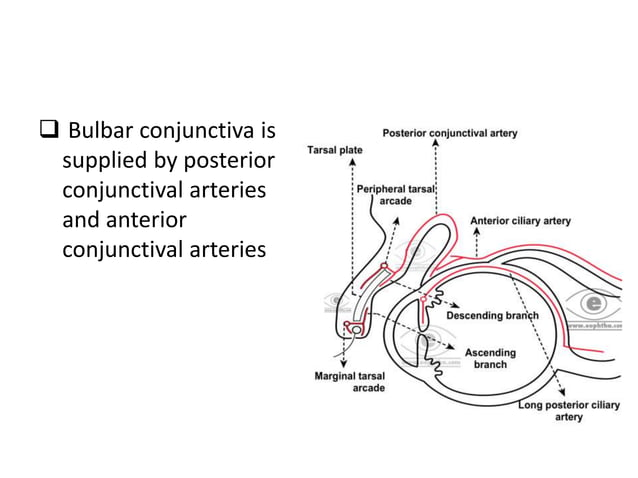 ❑ Bulbar conjunctiva is
supplied by posterior
conjunctival arteries
and anterior
conjunctival arteries
Posterior conjunctival artery
Tarsal plate
Peripheral tarsal
arcade
Anterior ciliary artery
Descending branch
Ascending
branch
Marginal tarsal
arcade
Long posterior ciliary
artery